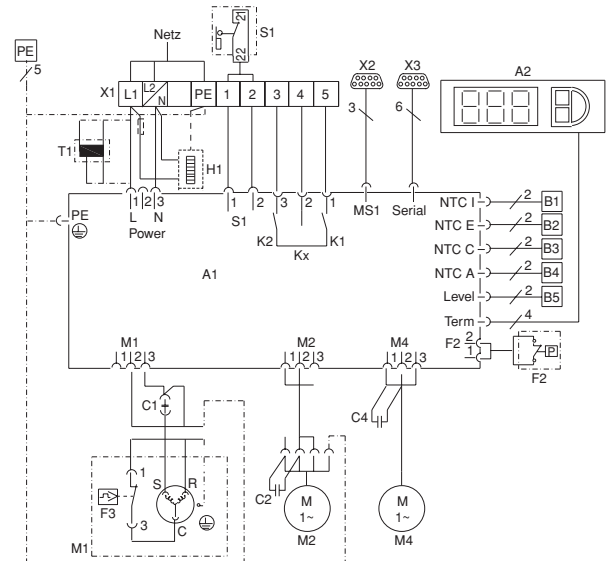 Netz
21
S1
22
PE
5
X1
L1
L2
N
PE
1
2
3
4
5
X2
X3
3
6
A2
T1
H1
PE
1
2
3
L
N
Power
1
2
S1
3
2
1
K2
K1
Kx
MS1
Serial
A1
NTC I
2
B1
NTC E
2
B2
NTC C
2
B3
NTC A
2
B4
Level
2
B5
Term
4
F2
2
1
P
F2
M1
1
2
3
M2
1
2
3
M4
1
2
3
C1
C4
C2
1
S
R
F3
3
C
M1
M
1~
M2
M
1~
M4